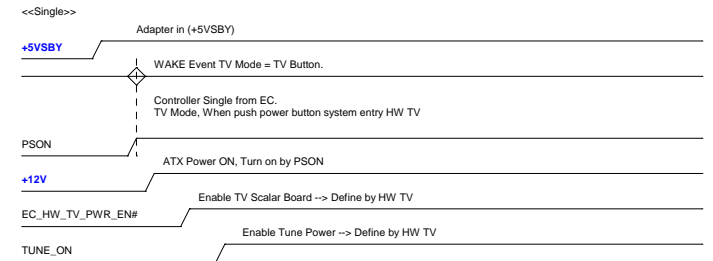 <<Single>>
Adapter in (+5VSBY)
+5VSBY
WAKE Event TV Mode = TV Button.
Controller Single from EC.
TV Mode, When push power button system entry HW TV
PSON
ATX Power ON, Turn on by PSON
+12V
Enable TV Scalar Board --> Define by HW TV
EC_HW_TV_PWR_EN#
Enable Tune Power --> Define by HW TV
TUNE_ON